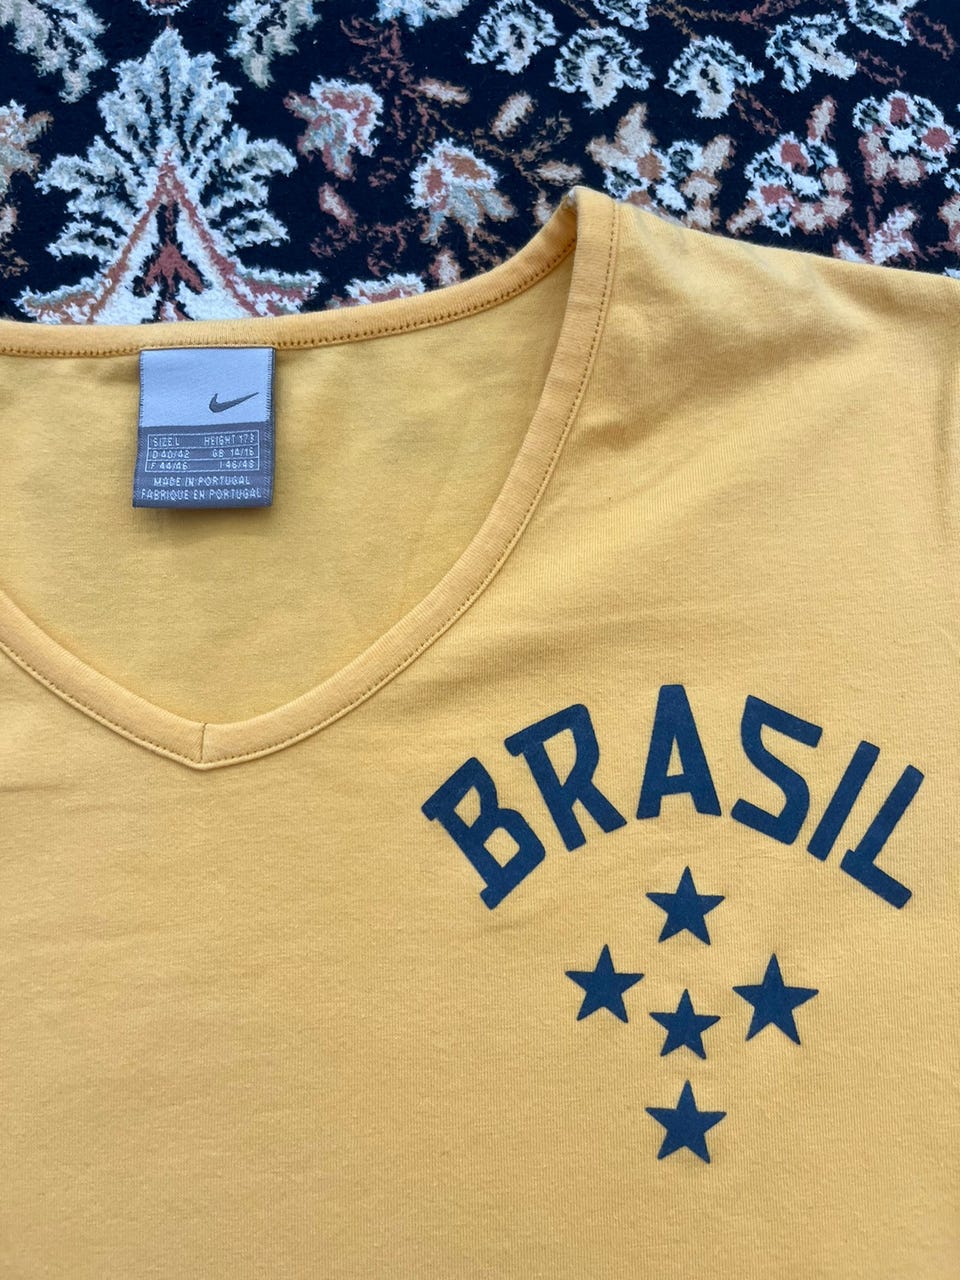 SIZE L HEIGHT 173
D 40/42 GB 14/16
F 44/46 I 46/48
MADE IN PORTUGAL
FABRIQUE EN PORTUGAL
BRASIL